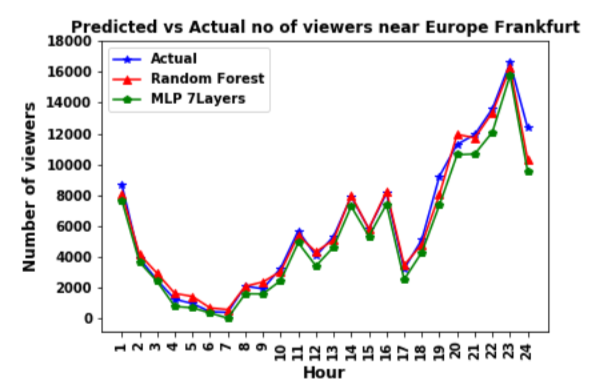 Predicted vs Actual no of viewers near Europe Frankfurt
18000
16000
14000
12000
10000
8000
6000
4000
2000
0
Number of viewers
Actual
Random Forest
MLP 7Layers
1 2 3 4 5 6 7 8 9 10 11 12 13 14 15 16 17 18 19 20 21 22 23 24
Hour